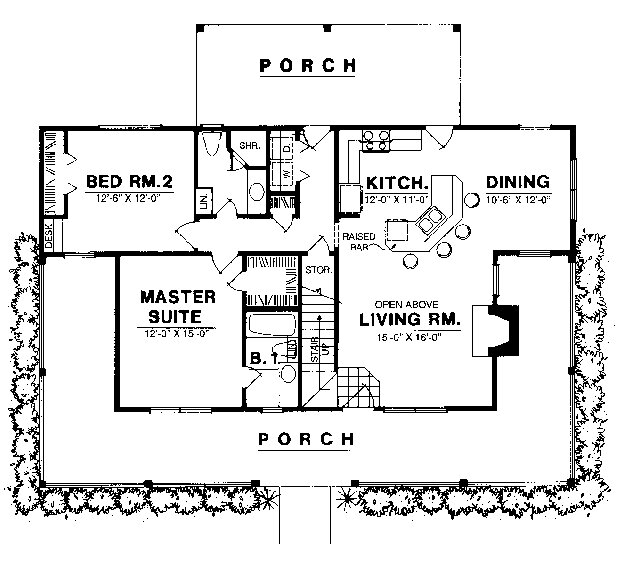 PORCH
SHR.
D.
W.
BED RM.2
12'-6" X 12'-0"
LIN.
KITCH.
12'-0" X 11'-0"
DINING
10'-6" X 12'-0"
DESK
RAISED
BAR
STOR.
MASTER
SUITE
12'-0" X 15'-0"
OPEN ABOVE
LIVING RM.
15'-0" X 16'-0"
B. 1
LIN.
STAIR
UP
PORCH